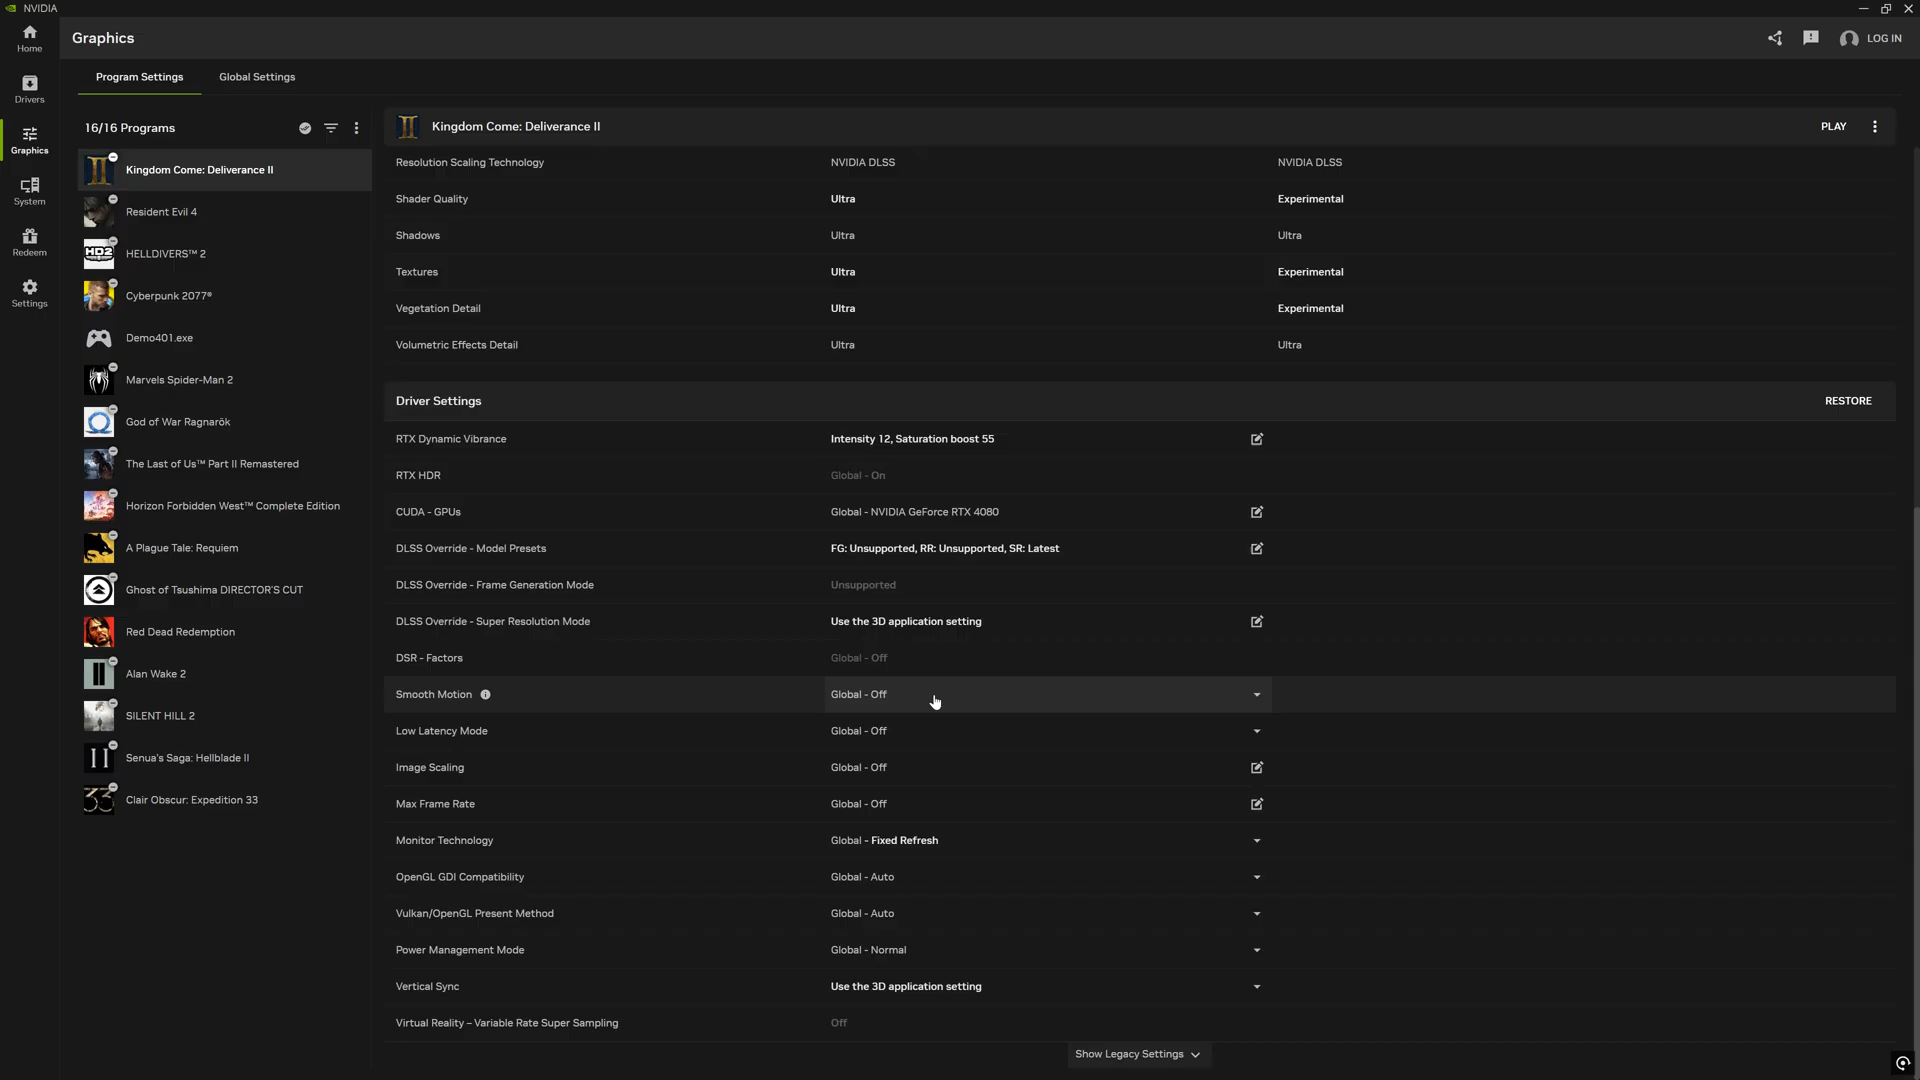 NVIDIA
Home
Drivers
Graphics
System
Redeem
Settings
Graphics
LOG IN
Program Settings
Global Settings
16/16 Programs
Kingdom Come: Deliverance II
Resident Evil 4
HD2
HELLDIVERS™ 2
Cyberpunk 2077®
Demo401.exe
Marvels Spider-Man 2
God of War Ragnarök
The Last of Us™ Part II Remastered
Horizon Forbidden West™ Complete Edition
A Plague Tale: Requiem
Ghost of Tsushima DIRECTOR'S CUT
Red Dead Redemption
Alan Wake 2
SILENT HILL 2
Senua's Saga: Hellblade II
33
Clair Obscur: Expedition 33
Kingdom Come: Deliverance II
PLAY
Resolution Scaling Technology NVIDIA DLSS NVIDIA DLSS
Shader Quality Ultra Experimental
Shadows Ultra Ultra
Textures Ultra Experimental
Vegetation Detail Ultra Experimental
Volumetric Effects Detail Ultra Ultra
Driver Settings RESTORE
RTX Dynamic Vibrance Intensity 12, Saturation boost 55
RTX HDR Global - On
CUDA - GPUs Global - NVIDIA GeForce RTX 4080
DLSS Override - Model Presets FG: Unsupported, RR: Unsupported, SR: Latest
DLSS Override - Frame Generation Mode Unsupported
DLSS Override - Super Resolution Mode Use the 3D application setting
DSR - Factors Global - Off
Smooth Motion Global - Off
Low Latency Mode Global - Off
Image Scaling Global - Off
Max Frame Rate Global - Off
Monitor Technology Global - Fixed Refresh
OpenGL GDI Compatibility Global - Auto
Vulkan/OpenGL Present Method Global - Auto
Power Management Mode Global - Normal
Vertical Sync Use the 3D application setting
Virtual Reality – Variable Rate Super Sampling Off
Show Legacy Settings